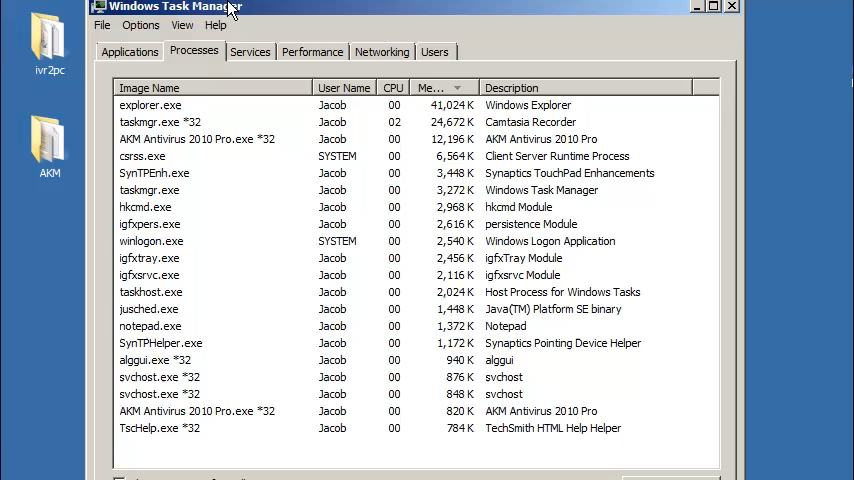 Windows Task Manager
File Options View Help
Applications Processes Services Performance Networking Users
Image Name User Name CPU Me... Description
explorer.exe Jacob 00 41,024 K Windows Explorer
taskmgr.exe *32 Jacob 02 24,672 K Camtasia Recorder
AKM Antivirus 2010 Pro.exe *32 Jacob 00 12,196 K AKM Antivirus 2010 Pro
csrss.exe SYSTEM 00 6,564 K Client Server Runtime Process
SynTPEnh.exe Jacob 00 3,448 K Synaptics TouchPad Enhancements
taskmgr.exe Jacob 00 3,272 K Windows Task Manager
hkcmd.exe Jacob 00 2,968 K hkcmd Module
igfxpers.exe Jacob 00 2,616 K persistence Module
winlogon.exe SYSTEM 00 2,540 K Windows Logon Application
igfxtray.exe Jacob 00 2,456 K igfxTray Module
igfxsrvc.exe Jacob 00 2,116 K igfxsrvc Module
taskhost.exe Jacob 00 2,024 K Host Process for Windows Tasks
jusched.exe Jacob 00 1,448 K Java(TM) Platform SE binary
notepad.exe Jacob 00 1,372 K Notepad
SynTPHelper.exe Jacob 00 1,172 K Synaptics Pointing Device Helper
alggui.exe *32 Jacob 00 940 K alggui
svchost.exe *32 Jacob 00 876 K svchost
svchost.exe *32 Jacob 00 848 K svchost
AKM Antivirus 2010 Pro.exe *32 Jacob 00 820 K AKM Antivirus 2010 Pro
TscHelp.exe *32 Jacob 00 784 K TechSmith HTML Help Helper
ivr2pc
AKM